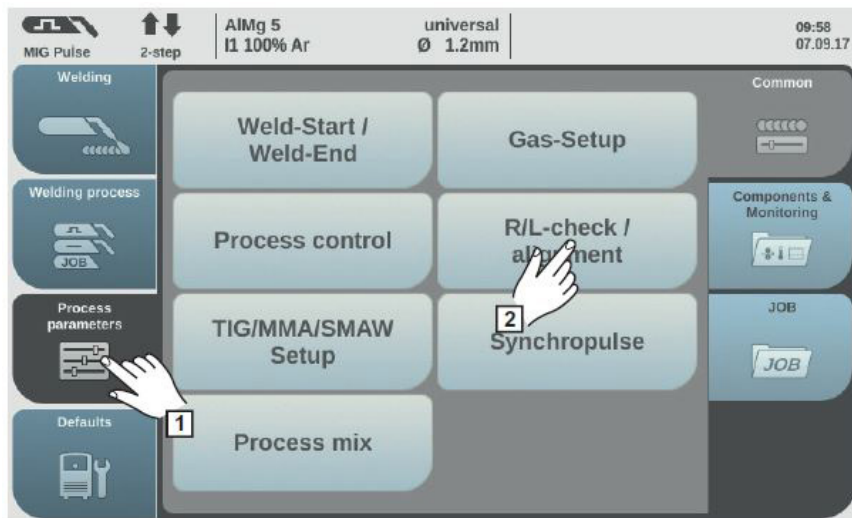 MIG Pulse
2-step
AlMg 5
I1 100% Ar
universal
Ø 1.2mm
09:58
07.09.17
Welding
Welding process
JOB
Process
parameters
1
Defaults
Weld-Start /
Weld-End
Gas-Setup
Process control
R/L-check /
alignment
2
TIG/MMA/SMAW
Setup
Synchropulse
Process mix
Common
Components &
Monitoring
JOB
JOB